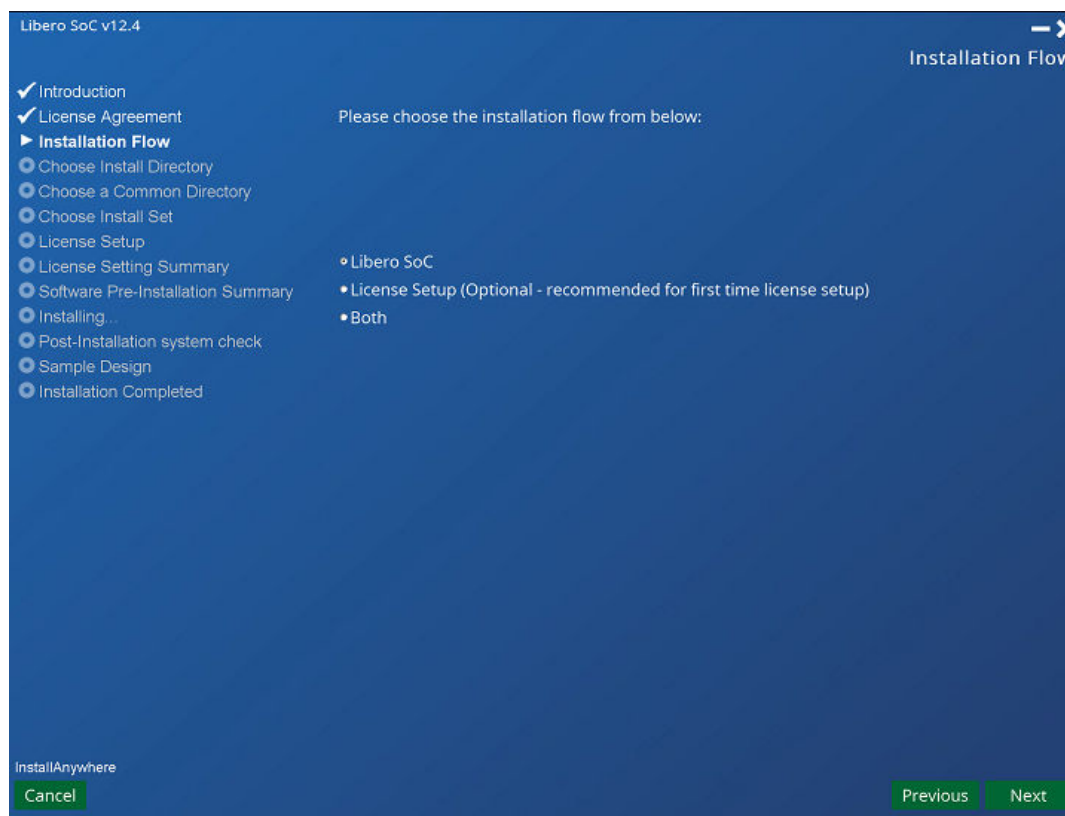 Libero SoC v12.4
Installation Flow
Introduction
License Agreement
Installation Flow
Choose Install Directory
Choose a Common Directory
Choose Install Set
License Setup
License Setting Summary
Software Pre-Installation Summary
Installing...
Post-Installation system check
Sample Design
Installation Completed
Please choose the installation flow from below:
Libero SoC
License Setup (Optional - recommended for first time license setup)
Both
InstallAnywhere
Cancel
Previous
Next